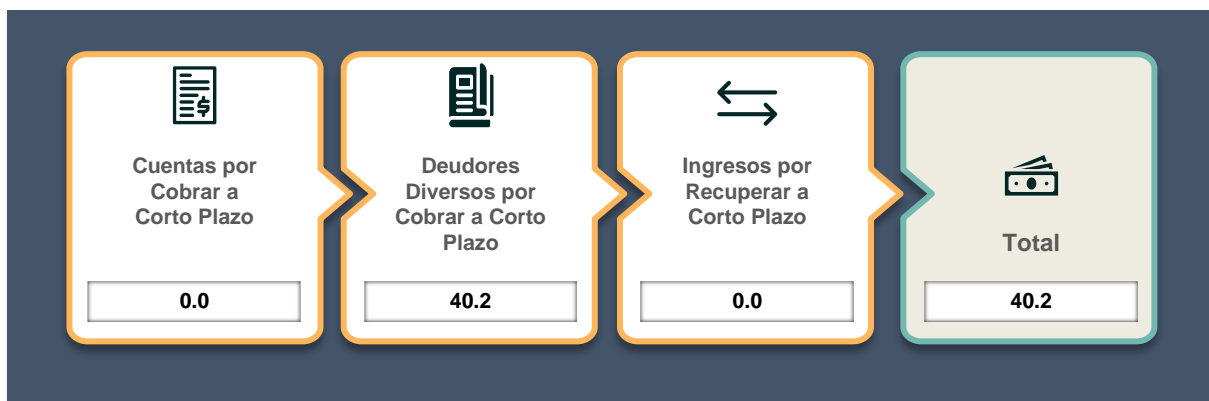 Cuentas por
Cobrar a
Corto Plazo
0.0
Deudores
Diversos por
Cobrar a Corto
Plazo
40.2
Ingresos por
Recuperar a
Corto Plazo
0.0
Total
40.2